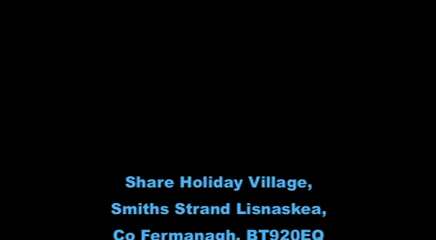 Share Holiday Village,
Smiths Strand Lisnaskea,
Co Fermanagh, BT920EQ